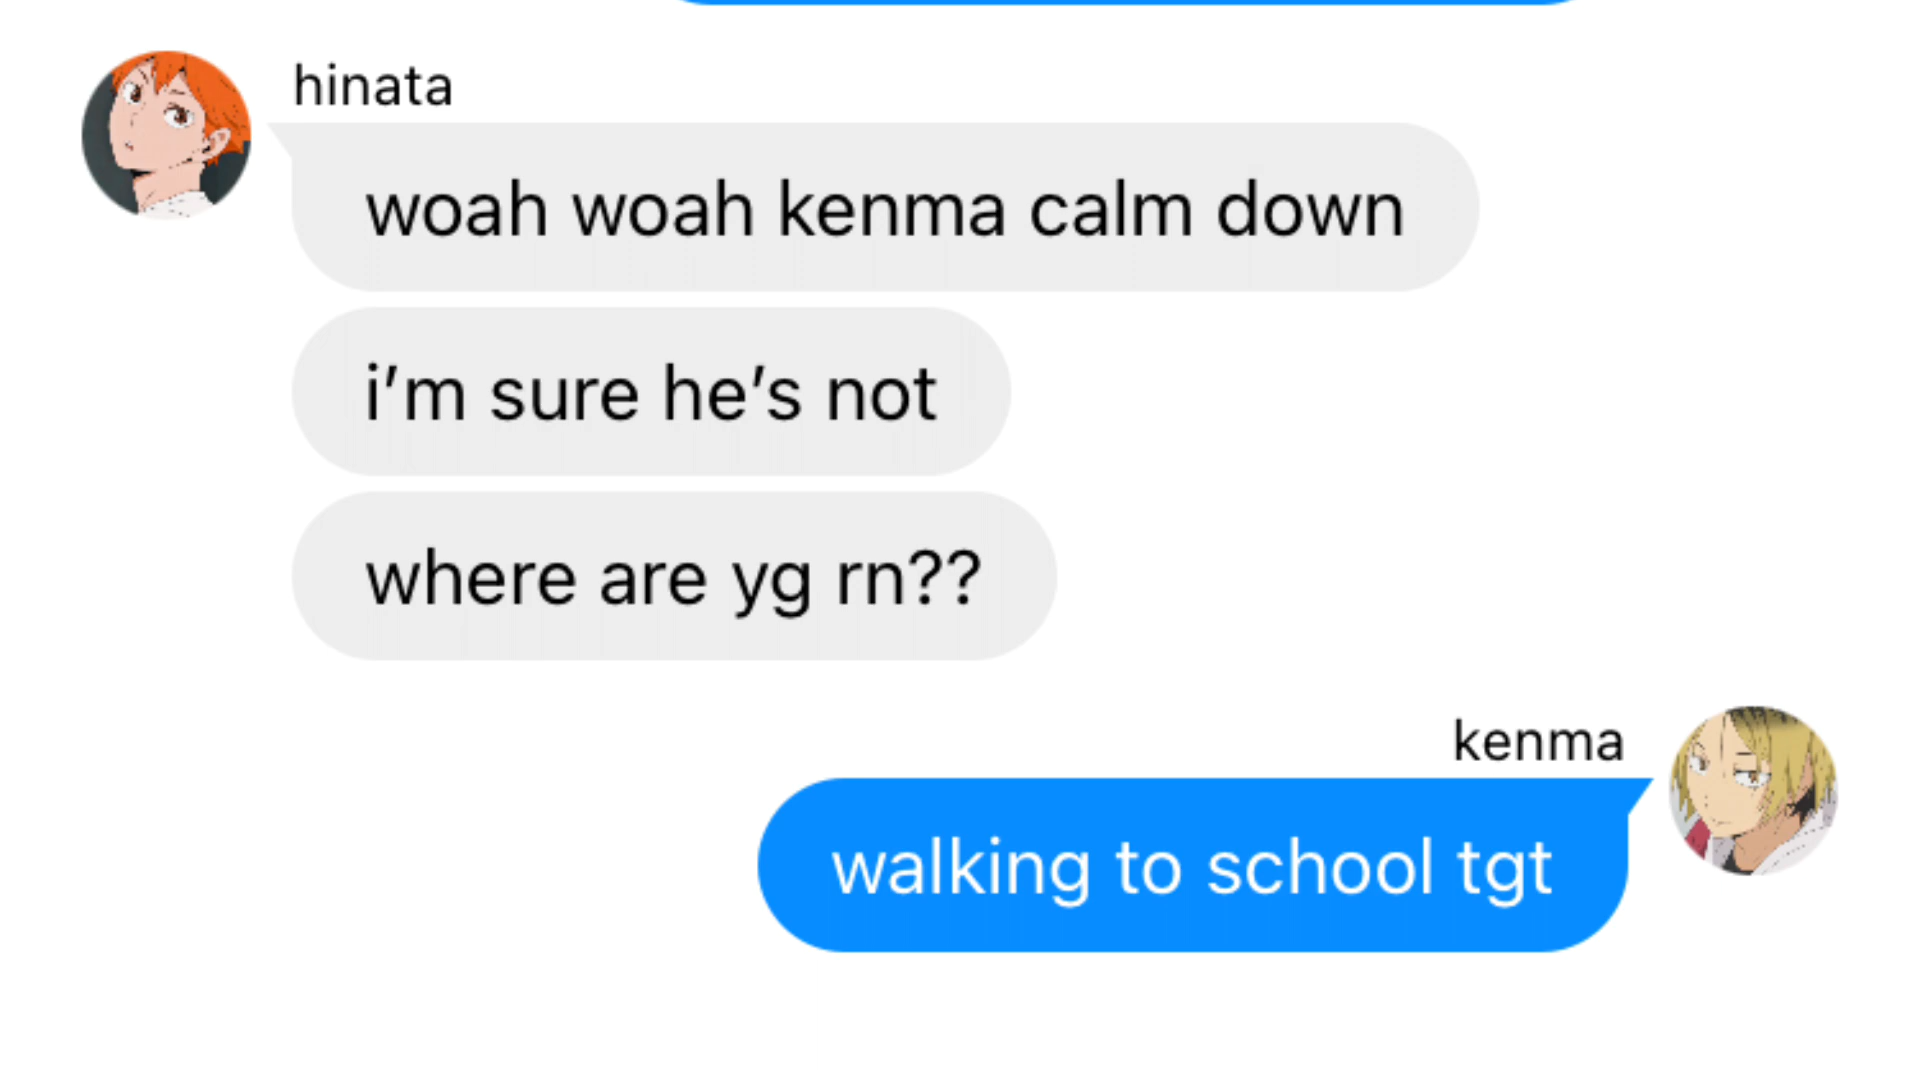 hinata
woah woah kenma calm down
i’m sure he’s not
where are yg rn??
kenma
walking to school tgt